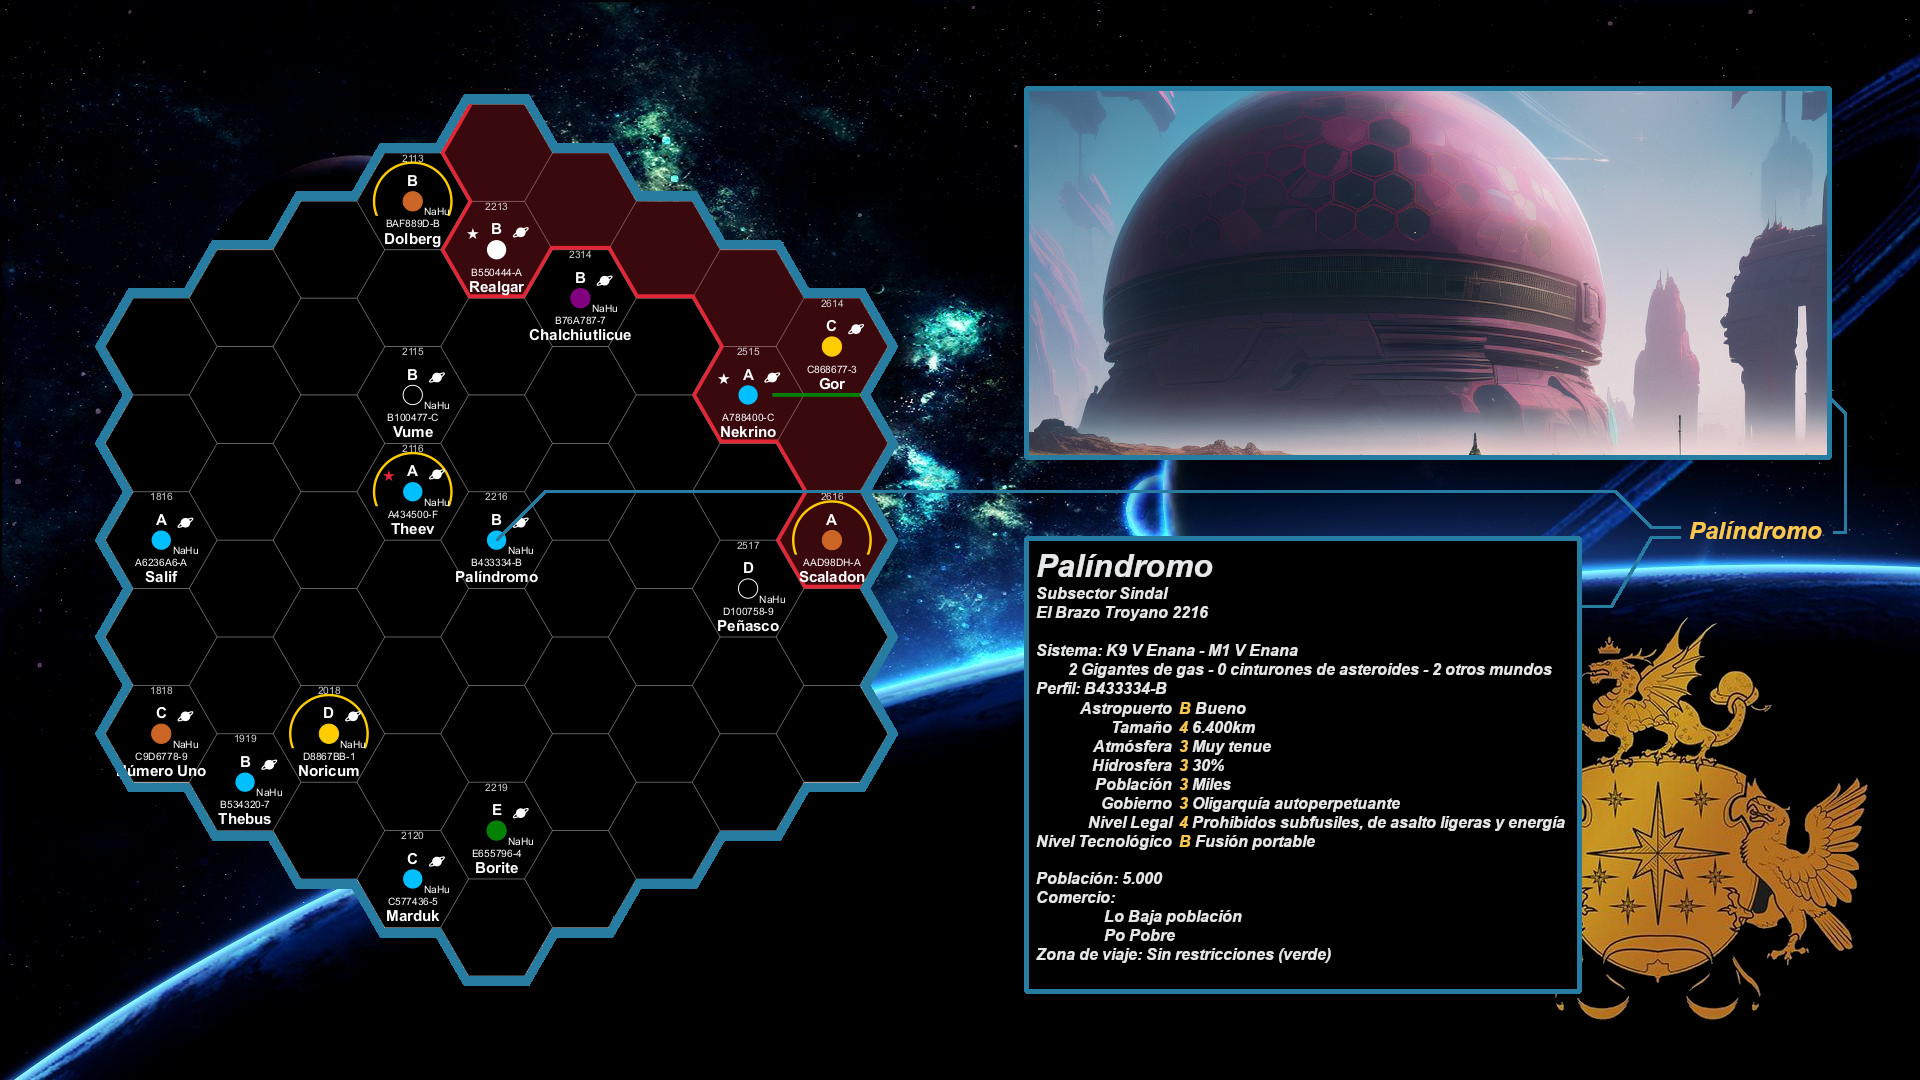 2113
B
NaHu
BAF889D-B
Dolberg
2213
B
B550444-A
Realgar
2314
B
NaHu
B76A787-7
Chalchiutlicue
2614
C
C868677-3
Gor
2115
B
NaHu
B100477-C
Vume
2515
A
A788400-C
Nekrino
2116
A
NaHu
A434500-F
Theev
1816
A
NaHu
A6236A6-A
Salif
2216
B
NaHu
B433334-B
Palíndromo
2616
A
AAD98DH-A
Scaladon
2517
D
NaHu
D100758-9
Peñasco
1818
C
NaHu
C9D6778-9
Número Uno
2018
D
NaHu
D8867BB-1
Noricum
1919
B
NaHu
B534320-7
Thebus
2219
E
NaHu
E655796-4
Borite
2120
C
NaHu
C577436-5
Marduk
Palíndromo
Palíndromo
Subsector Sindal
El Brazo Troyano 2216
Sistema: K9 V Enana - M1 V Enana
2 Gigantes de gas - 0 cinturones de asteroides - 2 otros mundos
Perfil: B433334-B
Astropuerto B Bueno
Tamaño 4 6.400km
Atmósfera 3 Muy tenue
Hidrosfera 3 30%
Población 3 Miles
Gobierno 3 Oligarquía autoperpetuante
Nivel Legal 4 Prohibidos subfusiles, de asalto ligeras y energía
Nivel Tecnológico B Fusión portable
Población: 5.000
Comercio:
Lo Baja población
Po Pobre
Zona de viaje: Sin restricciones (verde)